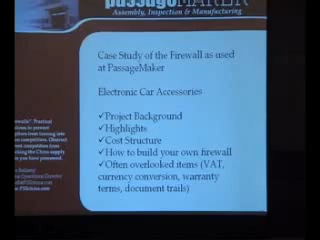 passageMAKER
Assembly, Inspection & Manufacturing
Case Study of the Firewall as used
at PassageMaker
Electronic Car Accessories
✓Project Background
✓Highlights
✓Cost Structure
✓How to build your own firewall
✓Often overlooked items (VAT,
currency conversion, warranty
terms, document trails)